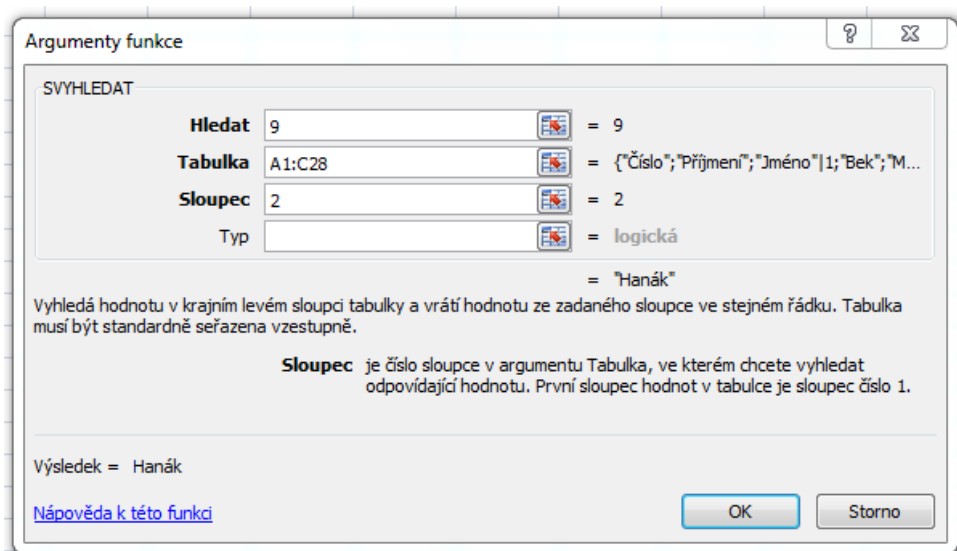 Argumenty funkce
SVYHLEDAT
Hledat 9 = 9
Tabulka A1:C28 = {"Číslo";"Příjmení";"Jméno"|1;"Bek";"M...
Sloupec 2 = 2
Typ = logická
= "Hanák"
Vyhledá hodnotu v krajním levém sloupci tabulky a vrátí hodnotu ze zadaného sloupce ve stejném řádku. Tabulka
musí být standardně seřazena vzestupně.
Sloupec je číslo sloupce v argumentu Tabulka, ve kterém chcete vyhledat
odpovídající hodnotu. První sloupec hodnot v tabulce je sloupec číslo 1.
Výsledek = Hanák
Nápověda k této funkci
OK Storno